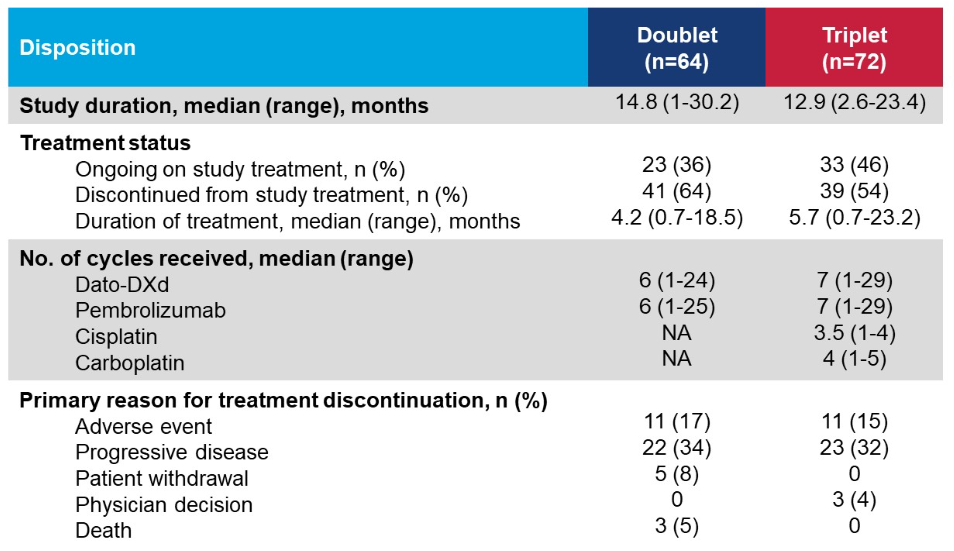 Disposition Doublet (n=64) Triplet (n=72)
Study duration, median (range), months 14.8 (1-30.2) 12.9 (2.6-23.4)
Treatment status
Ongoing on study treatment, n (%) 23 (36) 33 (46)
Discontinued from study treatment, n (%) 41 (64) 39 (54)
Duration of treatment, median (range), months 4.2 (0.7-18.5) 5.7 (0.7-23.2)
No. of cycles received, median (range)
Dato-DXd 6 (1-24) 7 (1-29)
Pembrolizumab 6 (1-25) 7 (1-29)
Cisplatin NA 3.5 (1-4)
Carboplatin NA 4 (1-5)
Primary reason for treatment discontinuation, n (%)
Adverse event 11 (17) 11 (15)
Progressive disease 22 (34) 23 (32)
Patient withdrawal 5 (8) 0
Physician decision 0 3 (4)
Death 3 (5) 0